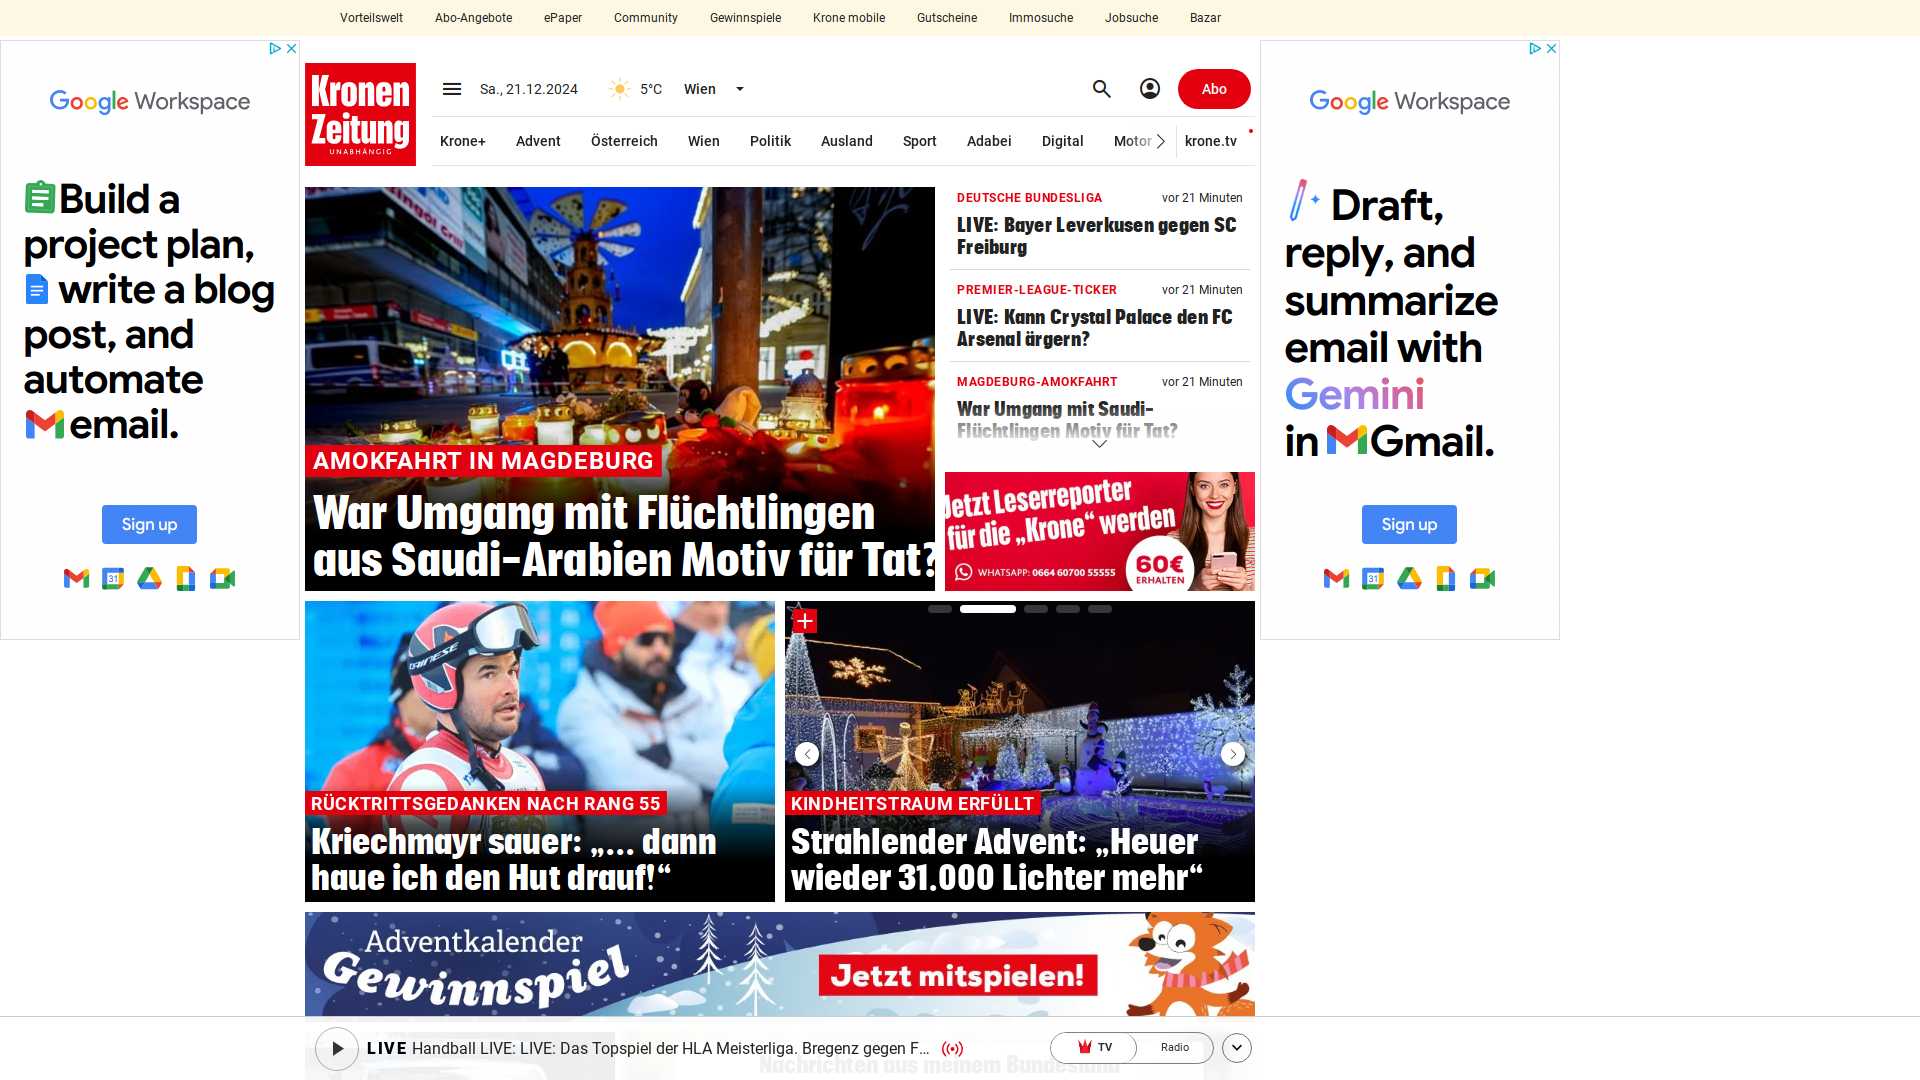 Vorteilswelt Abo-Angebote ePaper Community Gewinnspiele Krone mobile Gutscheine Immosuche Jobsuche Bazar
Google Workspace
Build a
project plan,
write a blog
post, and
automate
email.
Sign up
31
Kronen
Zeitung
UNABHÄNGIG
Sa., 21.12.2024 5°C Wien
Abo
Krone+ Advent Österreich Wien Politik Ausland Sport Adabei Digital Motor krone.tv
AMOKFAHRT IN MAGDEBURG
War Umgang mit Flüchtlingen
aus Saudi-Arabien Motiv für Tat?
DEUTSCHE BUNDESLIGA vor 21 Minuten
LIVE: Bayer Leverkusen gegen SC
Freiburg
PREMIER-LEAGUE-TICKER vor 21 Minuten
LIVE: Kann Crystal Palace den FC
Arsenal ärgern?
MAGDEBURG-AMOKFAHRT vor 21 Minuten
War Umgang mit Saudi-
Flüchtlingen Motiv für Tat?
Jetzt Leserreporter
für die „Krone“ werden
WHATSAPP: 0664 60700 55555
60€
ERHALTEN
RÜCKTRITTSGEDANKEN NACH RANG 55
Kriechmayr sauer: „... dann
haue ich den Hut drauf!“
KINDHEITSTRAUM ERFÜLLT
Strahlender Advent: „Heuer
wieder 31.000 Lichter mehr“
Adventkalender
Gewinnspiel
Jetzt mitspielen!
Google Workspace
Draft,
reply, and
summarize
email with
Gemini
in Gmail.
Sign up
31
Nachrichten aus meinem Bundesland
LIVE Handball LIVE: LIVE: Das Topspiel der HLA Meisterliga. Bregenz gegen F... TV Radio